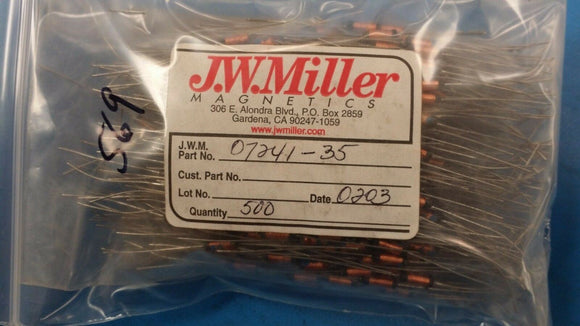 J.W.Miller
MAGNETICS
306 E. Alondra Blvd., P.O. Box 2859
Gardena, CA 90247-1059
www.jwmiller.com
J.W.M.
Part No. 07241-35
Cust. Part No.
Lot No. Date 0203
Quantity 500
569